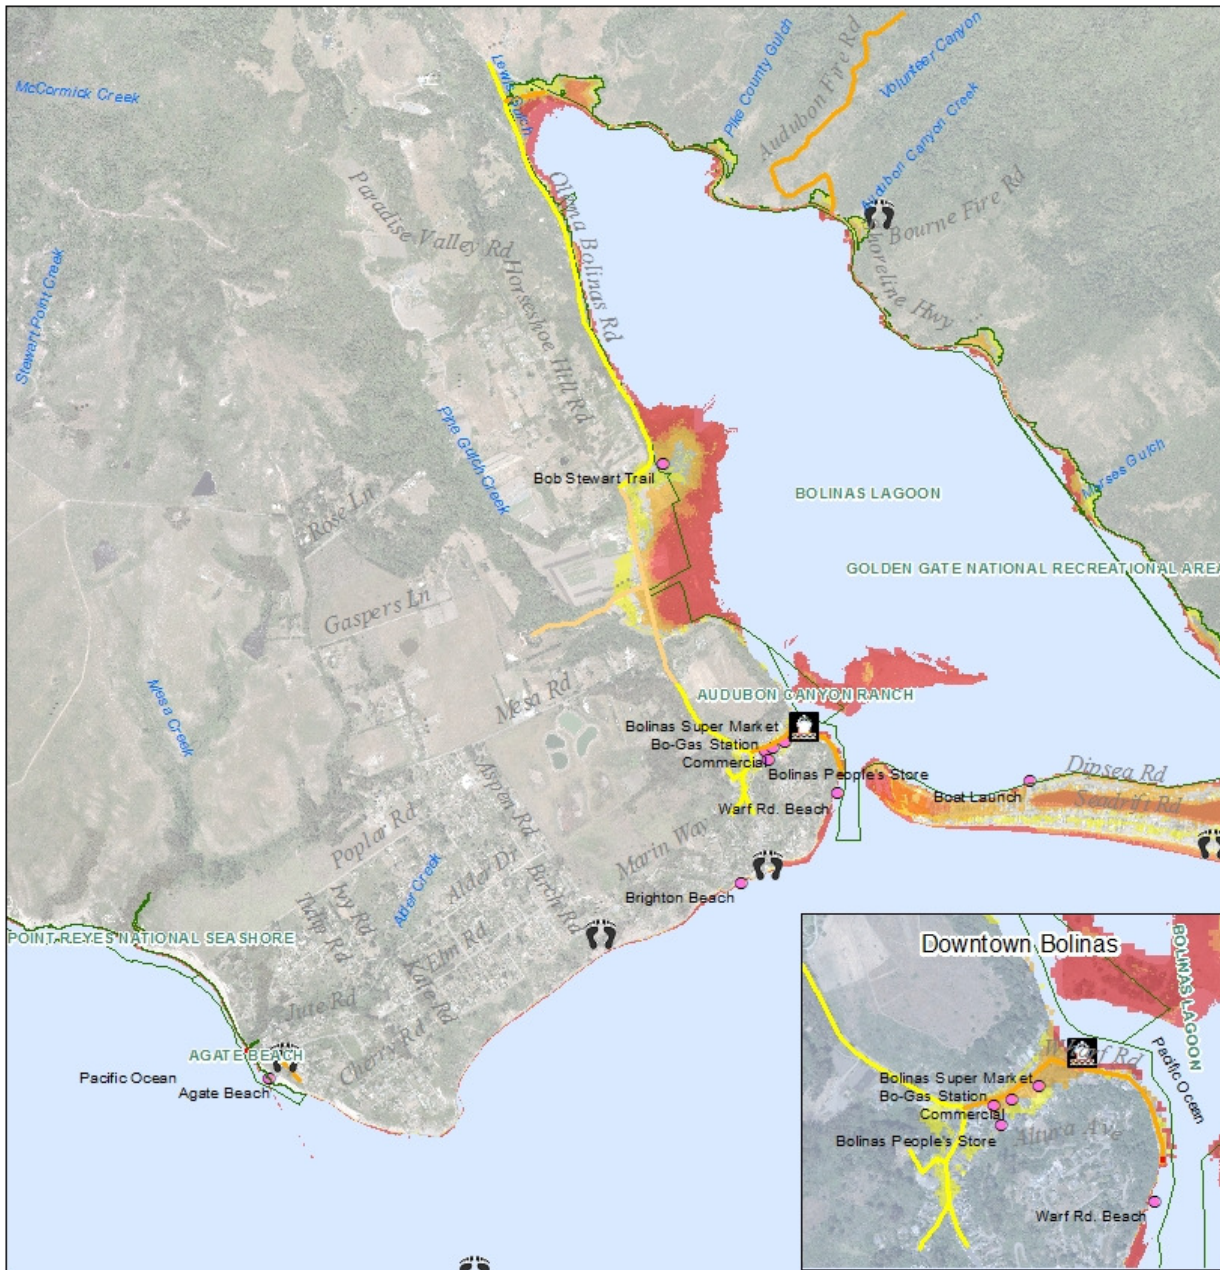 McCormick Creek
Lewis Gulch
Pike County Gulch
Audubon Fire Rd
Volunteer Canyon
Audubon Canyon Creek
Bourne Fire Rd
Shoreline Hwy
Paradise Valley Rd
Olema Bolinas Rd
Horseshoe Hill Rd
Stewart Point Creek
Pine Gulch Creek
Bob Stewart Trail
Morses Gulch
BOLINAS LAGOON
Rose Ln
GOLDEN GATE NATIONAL RECREATIONAL AREA
Gaspers Ln
Mesa Creek
Mesa Rd
AUDUBON CANYON RANCH
Bolinas Super Market
Bo-Gas Station
Commercial
Bolinas People's Store
Dipsea Rd
Boat Launch
Seadrift Rd
Warf Rd. Beach
Aspen Rd
Poplar Rd
Marin Way
Alder Dr
Birch Rd
Alder Creek
Brighton Beach
Ivy Rd
Tulip Rd
Elm Rd
POINT REYES NATIONAL SEASHORE
Kale Rd
Jute Rd
AGATE BEACH
Pacific Ocean
Agate Beach
Downtown Bolinas
BOLINAS LAGOON
Wharf Rd
Pacific Ocean
Bolinas Super Market
Bo-Gas Station
Commercial
Bolinas People's Store
Altura Ave
Warf Rd. Beach